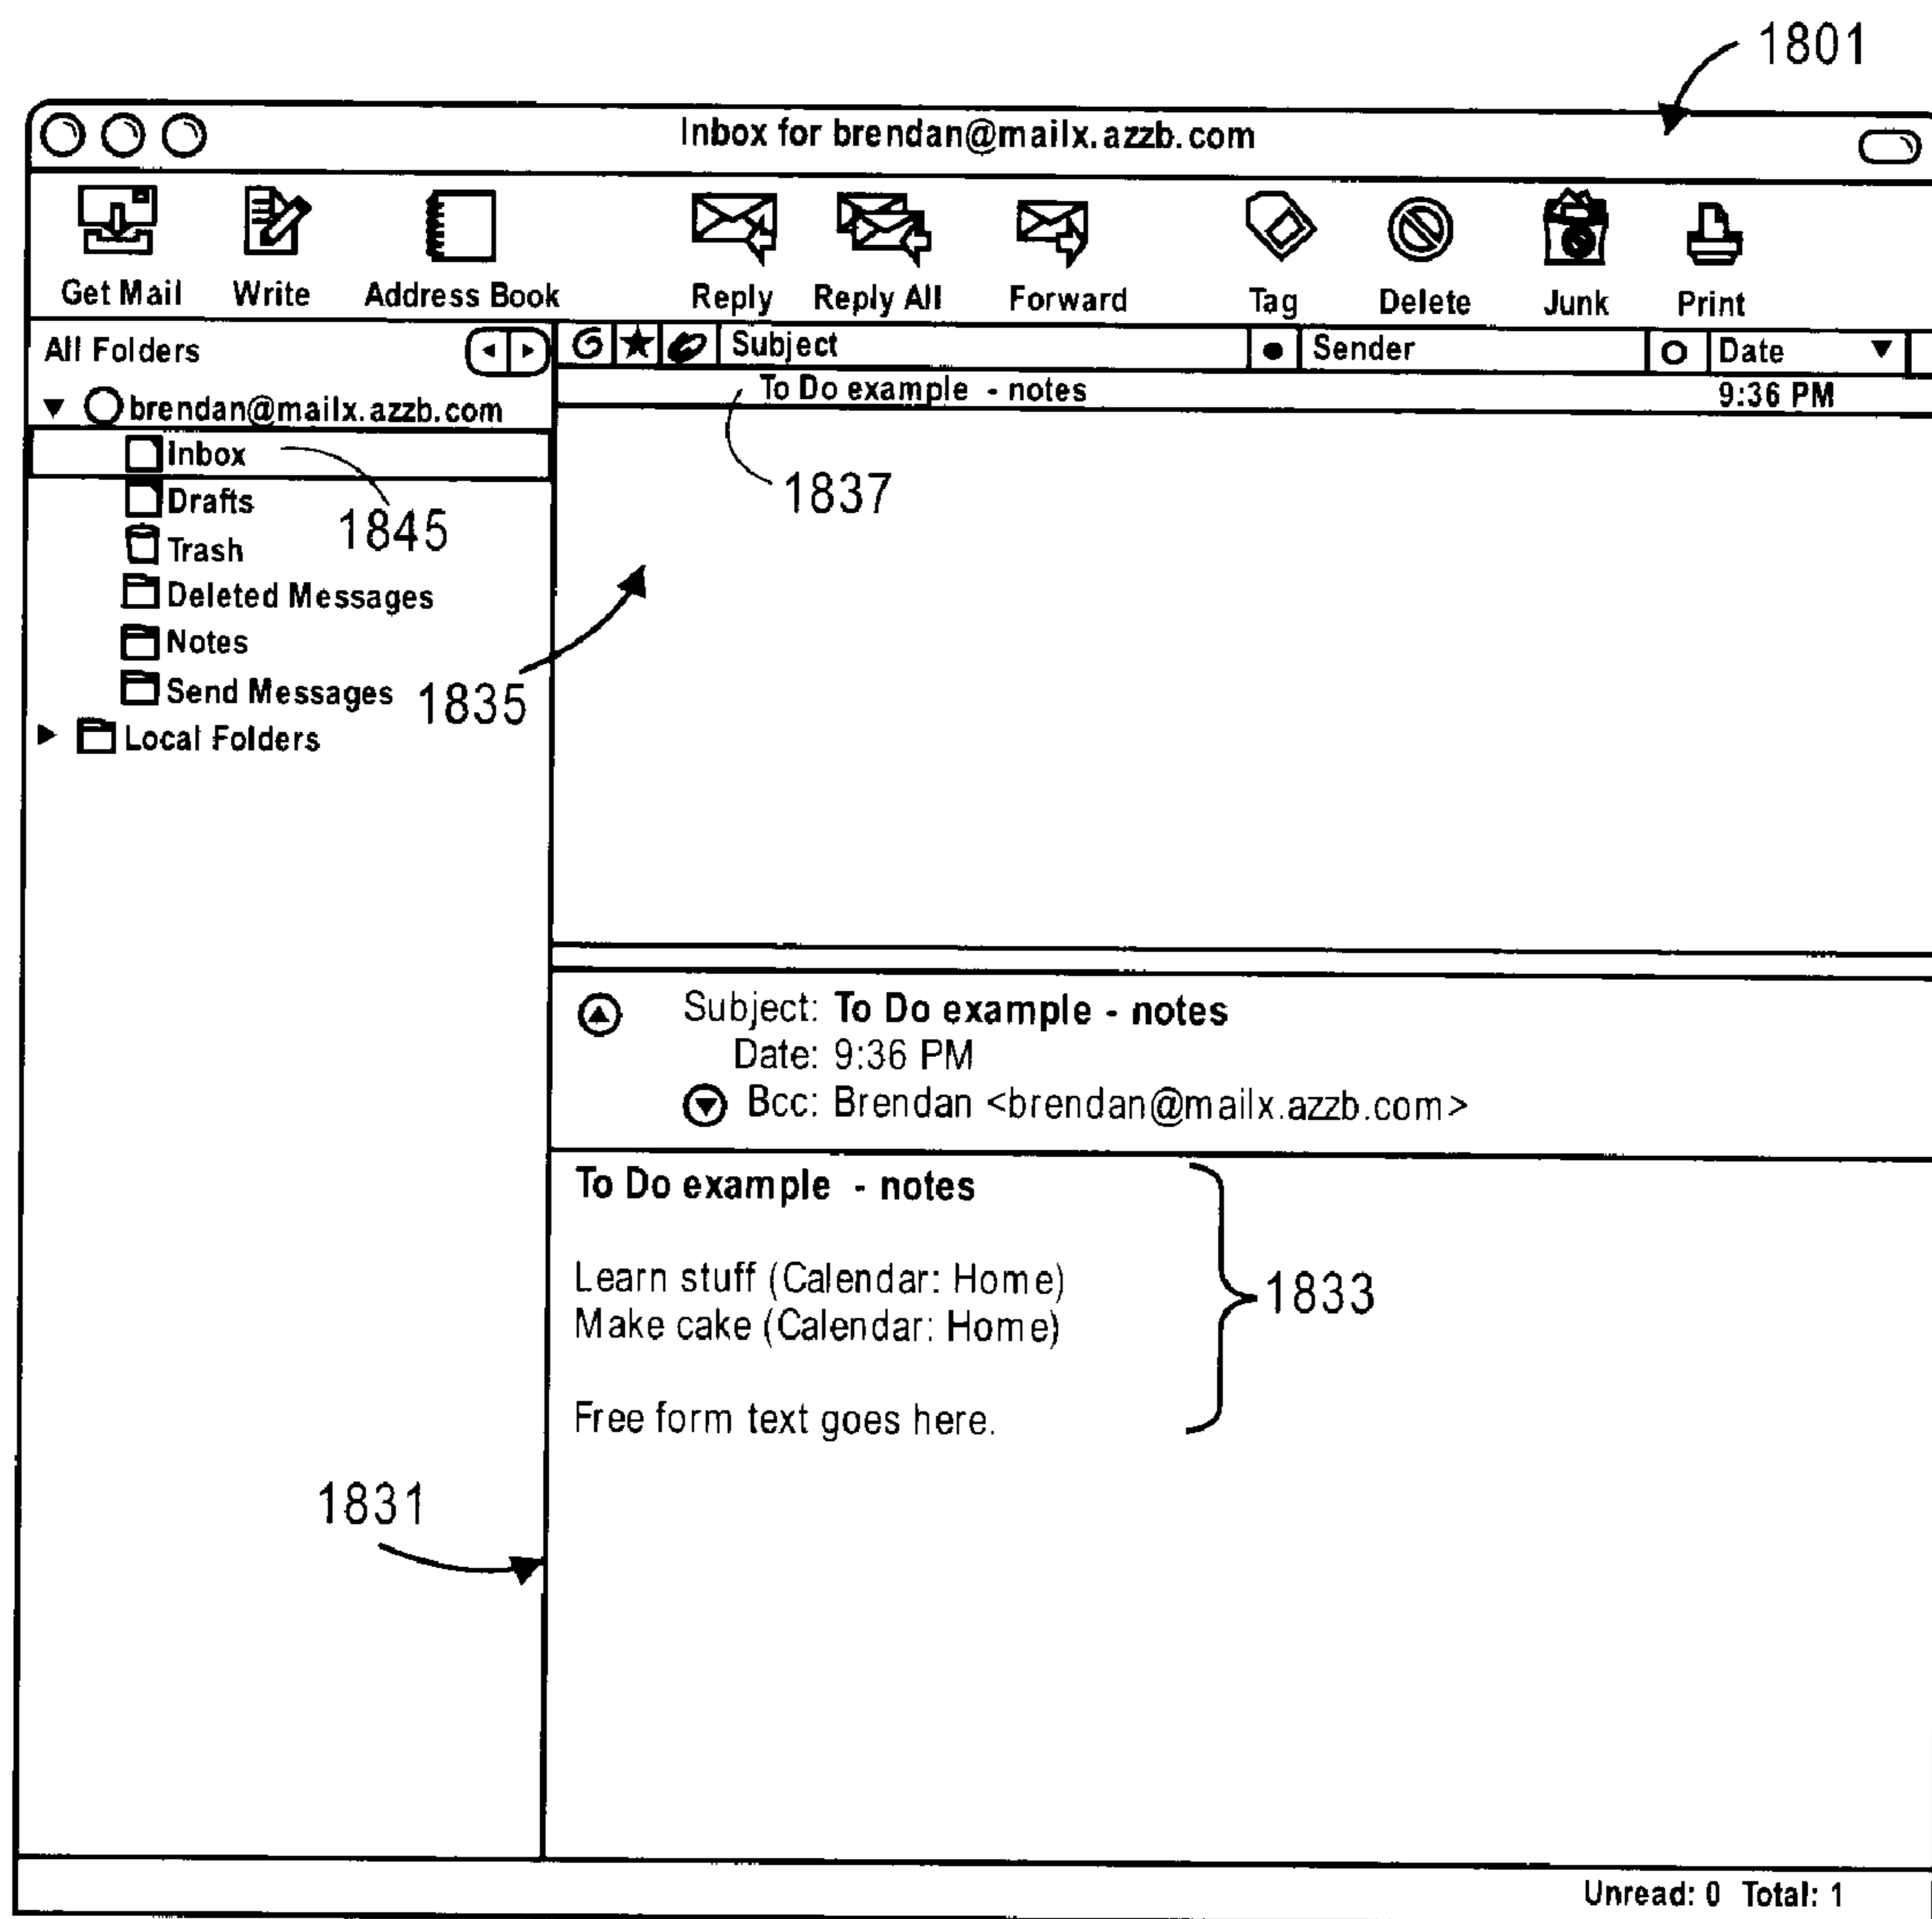 1801
Inbox for brendan@mailx.azzb.com
Get Mail Write Address Book Reply Reply All Forward Tag Delete Junk Print
All Folders Subject Sender Date
To Do example - notes 9:36 PM
brendan@mailx.azzb.com
Inbox
1837
Drafts
1845
Trash
Deleted Messages
Notes
Send Messages
1835
Local Folders
Subject: To Do example - notes
Date: 9:36 PM
Bcc: Brendan <brendan@mailx.azzb.com>
To Do example - notes
Learn stuff (Calendar: Home)
1833
Make cake (Calendar: Home)
Free form text goes here.
1831
Unread: 0 Total: 1